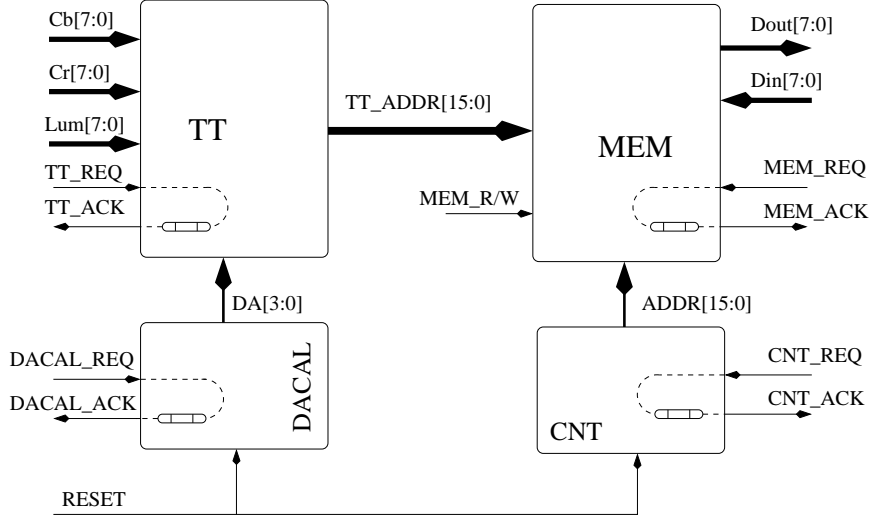 Cb[7:0]
Cr[7:0]
Lum[7:0]
TT_REQ
TT_ACK
TT
TT_ADDR[15:0]
MEM_R/W
MEM
Dout[7:0]
Din[7:0]
MEM_REQ
MEM_ACK
DA[3:0]
ADDR[15:0]
DACAL_REQ
DACAL_ACK
DACAL
CNT
CNT_REQ
CNT_ACK
RESET